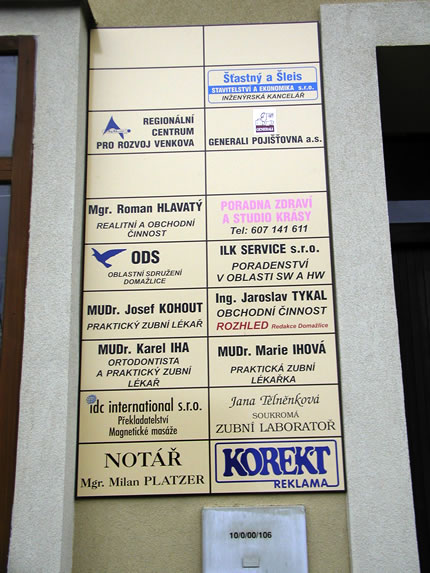 Šťastný a Šleis
STAVITELSTVÍ A EKONOMIKA s.r.o.
INŽENÝRSKÁ KANCELÁŘ
REGIONÁLNÍ
CENTRUM
PRO ROZVOJ VENKOVA
GENERALI
GENERALI POJIŠŤOVNA a.s.
Mgr. Roman HLAVATÝ
REALITNÍ A OBCHODNÍ
ČINNOST
PORADNA ZDRAVÍ
A STUDIO KRÁSY
Tel: 607 141 611
ODS
OBLASTNÍ SDRUŽENÍ
DOMAŽLICE
ILK SERVICE s.r.o.
PORADENSTVÍ
V OBLASTI SW A HW
MUDr. Josef KOHOUT
PRAKTICKÝ ZUBNÍ LÉKAŘ
Ing. Jaroslav TYKAL
OBCHODNÍ ČINNOST
ROZHLED Redakce Domažlice
MUDr. Karel IHA
ORTODONTISTA
A PRAKTICKÝ ZUBNÍ
LÉKAŘ
MUDr. Marie IHOVÁ
PRAKTICKÁ ZUBNÍ
LÉKAŘKA
idc international s.r.o.
Překladatelství
Magnetické masáže
Jana Tělněnková
SOUKROMÁ
ZUBNÍ LABORATOŘ
NOTÁŘ
Mgr. Milan PLATZER
KOREKT
REKLAMA
10/0/00/106